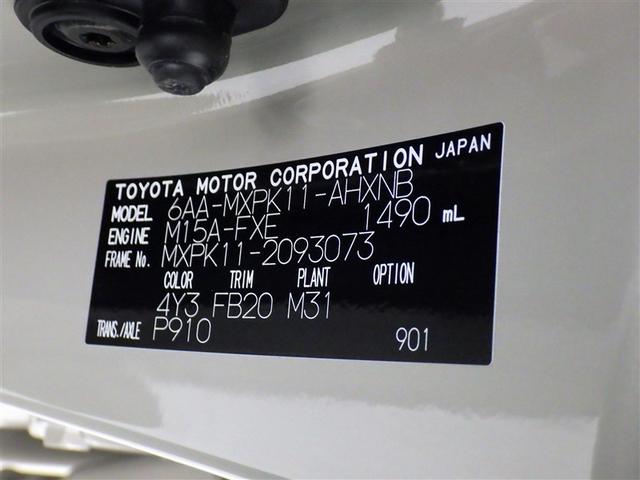 TOYOTA MOTOR CORPORATION JAPAN
MODEL 6AA-MXPK11-AHXNB
ENGINE M15A-FXE 1490 mL
FRAME No. MXPK11-2093073
COLOR TRIM PLANT OPTION
4Y3 FB20 M31
TRANS./AXLE P910 901